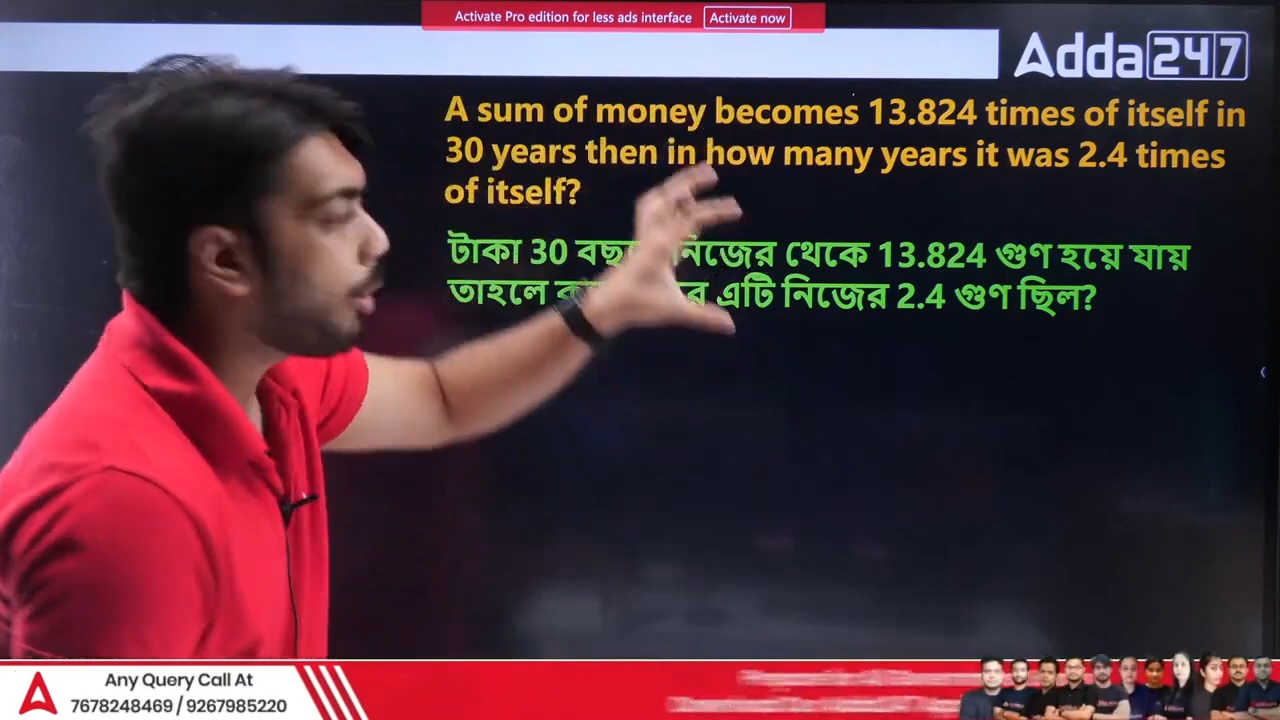 Activate Pro edition for less ads interface Activate now
Adda247
A sum of money becomes 13.824 times of itself in
30 years then in how many years it was 2.4 times
of itself?
টাকা 30 নিজের থেকে 13.824 গুণ হয়ে যায়
তাহলে এটি নিজের 2.4 গুণ ছিল?
Any Query Call At
7678248469 / 9267985220